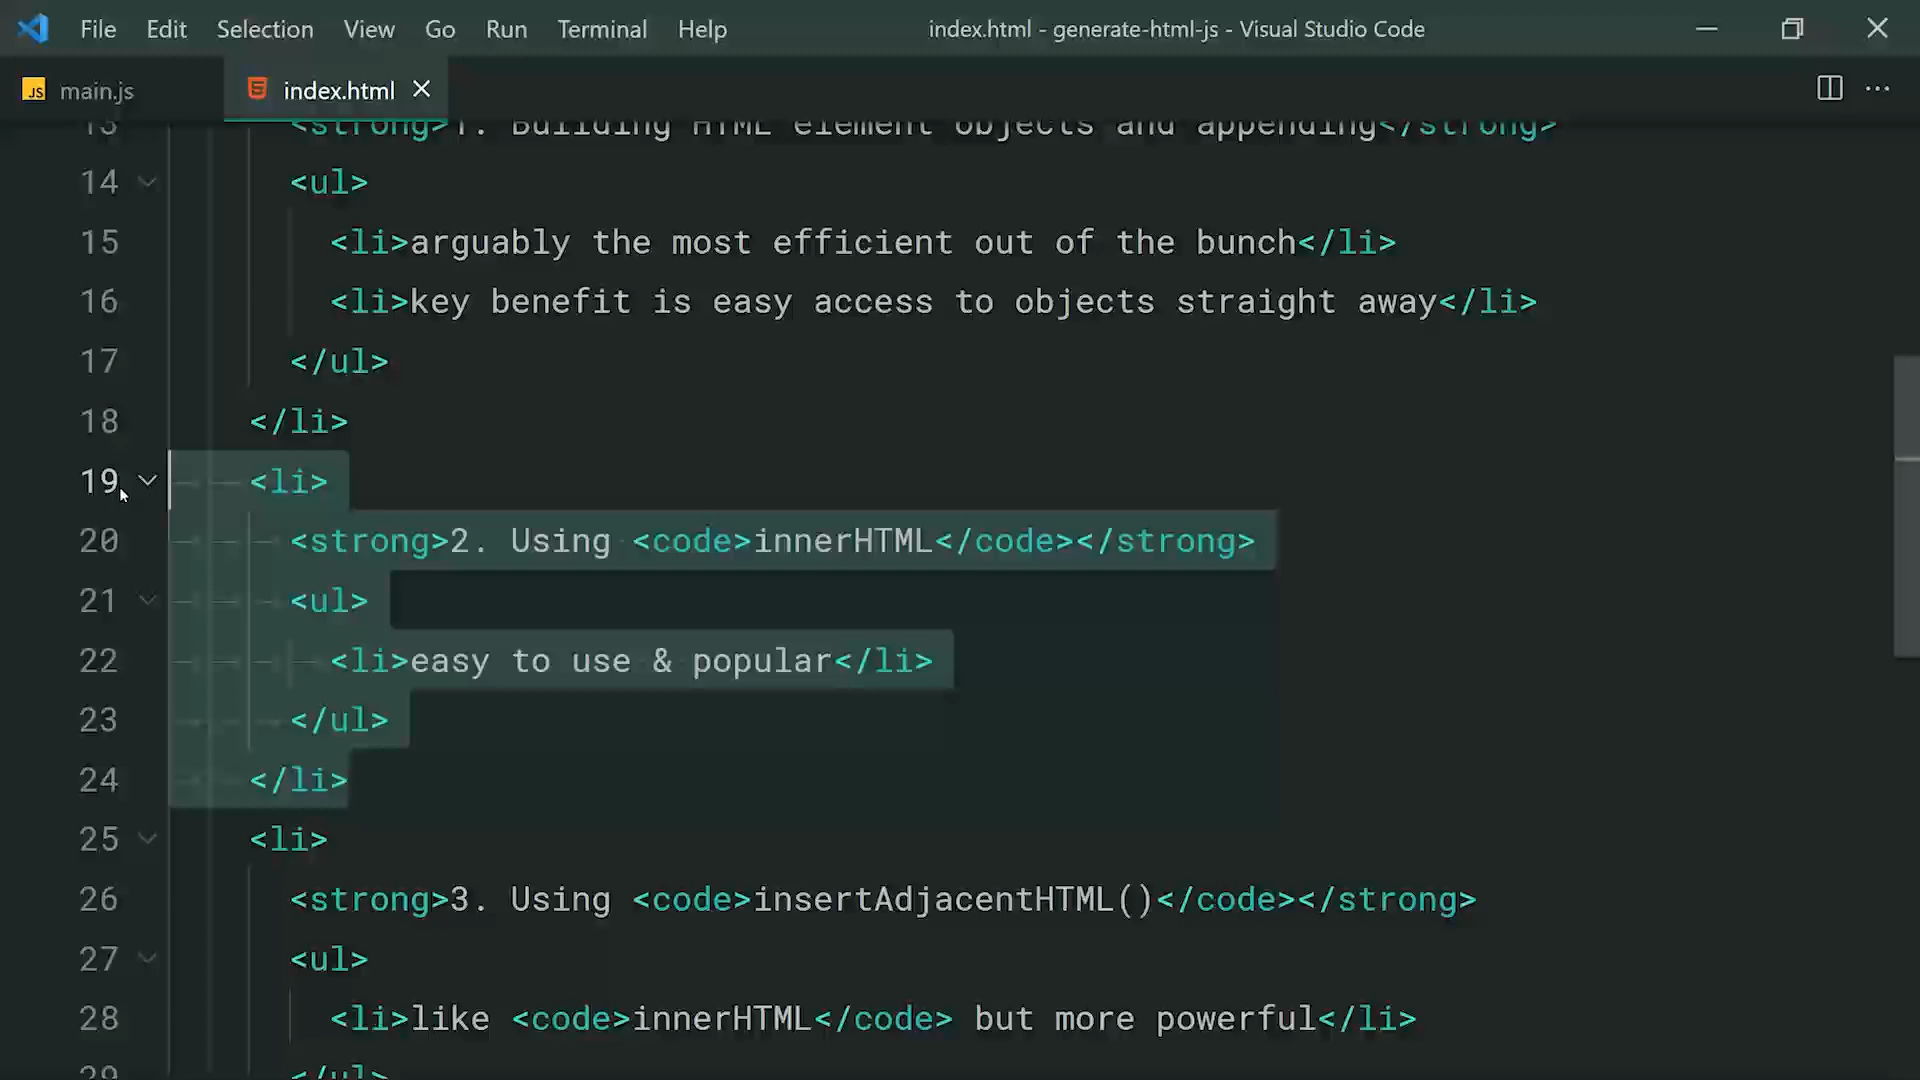 File Edit Selection View Go Run Terminal Help index.html - generate-html-js - Visual Studio Code
JS main.js index.html
13 <strong>1. Building HTML element objects and appending</strong>
14 <ul>
15 <li>arguably the most efficient out of the bunch</li>
16 <li>key benefit is easy access to objects straight away</li>
17 </ul>
18 </li>
19 <li>
20 <strong>2. Using <code>innerHTML</code></strong>
21 <ul>
22 <li>easy to use & popular</li>
23 </ul>
24 </li>
25 <li>
26 <strong>3. Using <code>insertAdjacentHTML()</code></strong>
27 <ul>
28 <li>like <code>innerHTML</code> but more powerful</li>
29 </ul>